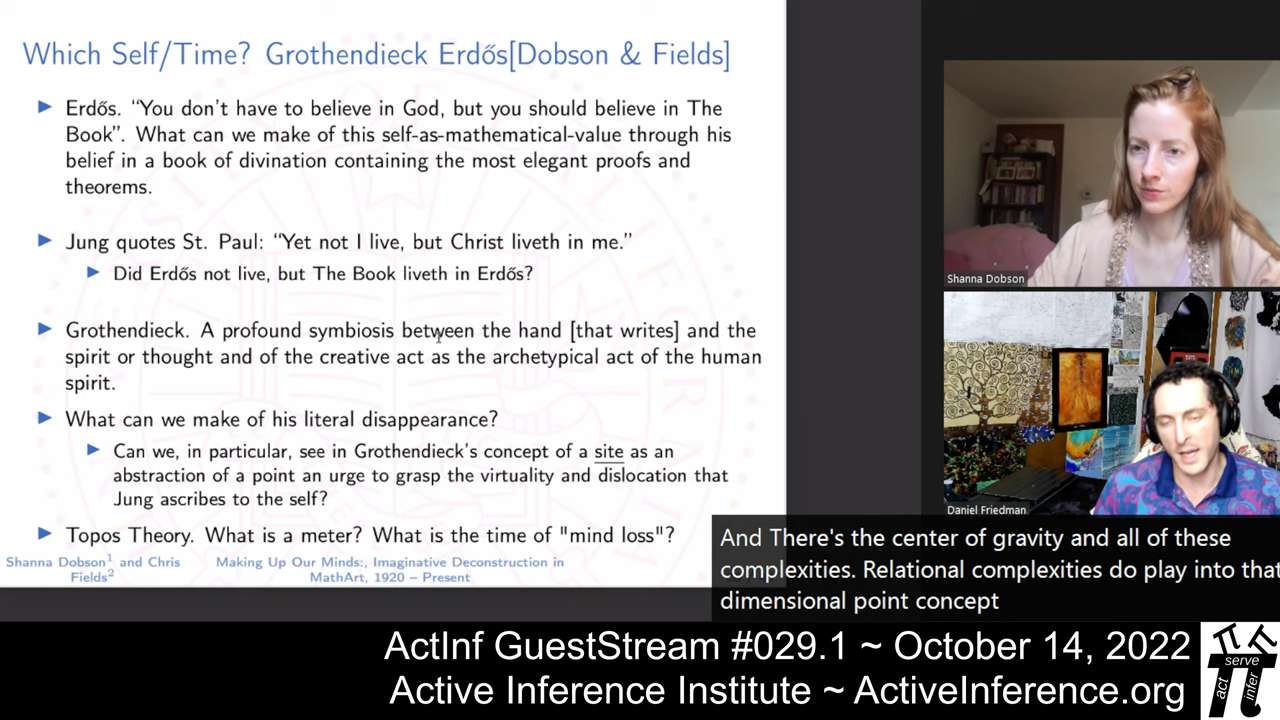 Which Self/Time? Grothendieck Erdős[Dobson & Fields]
Erdős. "You don't have to believe in God, but you should believe in The
Book". What can we make of this self-as-mathematical-value through his
belief in a book of divination containing the most elegant proofs and
theorems.
Jung quotes St. Paul: "Yet not I live, but Christ liveth in me."
Did Erdős not live, but The Book liveth in Erdős?
Grothendieck. A profound symbiosis between the hand [that writes] and the
spirit or thought and of the creative act as the archetypical act of the human
spirit.
What can we make of his literal disappearance?
Can we, in particular, see in Grothendieck's concept of a site as an
abstraction of a point an urge to grasp the virtuality and dislocation that
Jung ascribes to the self?
Topos Theory. What is a meter? What is the time of "mind loss"?
Shanna Dobson¹ and Chris
Fields²
Making Up Our Minds:, Imaginative Deconstruction in
MathArt, 1920 – Present
Shanna Dobson
Daniel Friedman
And There's the center of gravity and all of these
complexities. Relational complexities do play into that
dimensional point concept
ActInf GuestStream #029.1 ~ October 14, 2022
Active Inference Institute ~ ActiveInference.org
serve
act
infer